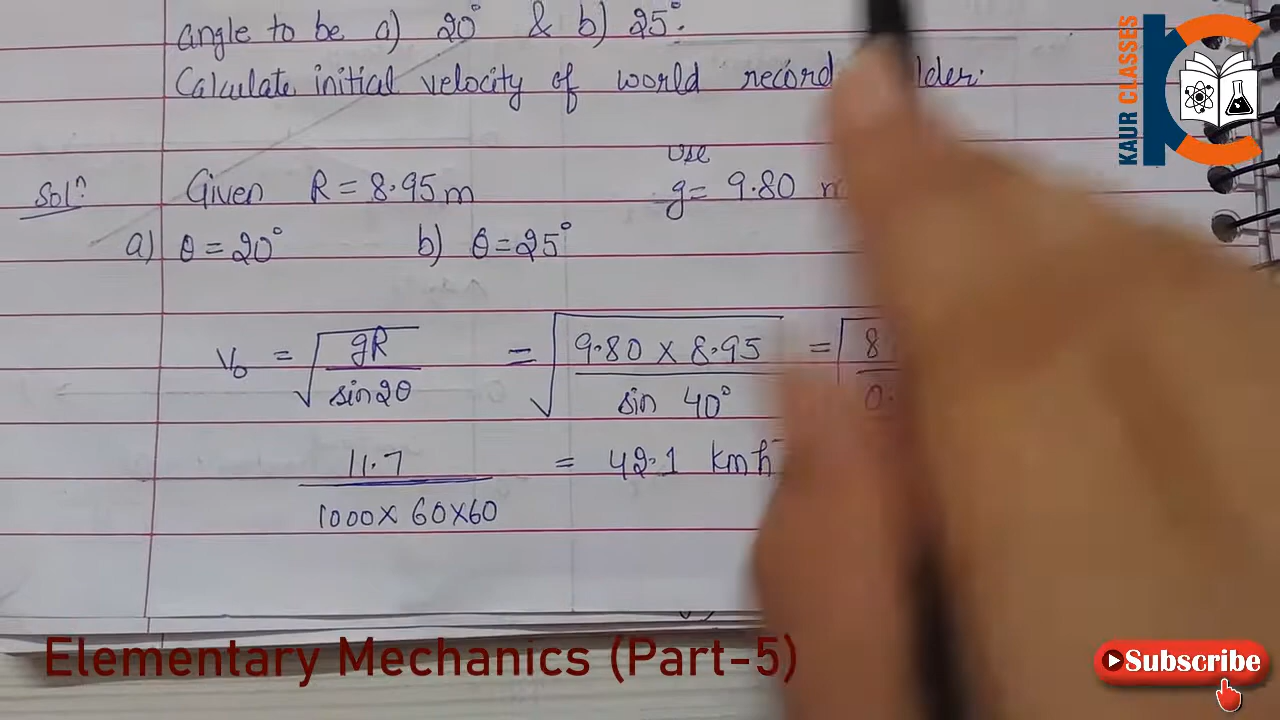 angle to be a) 20° & b) 25°.
Calculate initial velocity of world record
Solⁿ Given R = 8.95 m use g = 9.80
a) θ = 20° b) θ = 25°
v₀ = √(gR / sin2θ) = √(9.80 × 8.95 / sin 40°) = √
11.7 / 1000 × 60 × 60 = 42.1 kmh
Elementary Mechanics (Part-5)
KAUR CLASSES
Subscribe